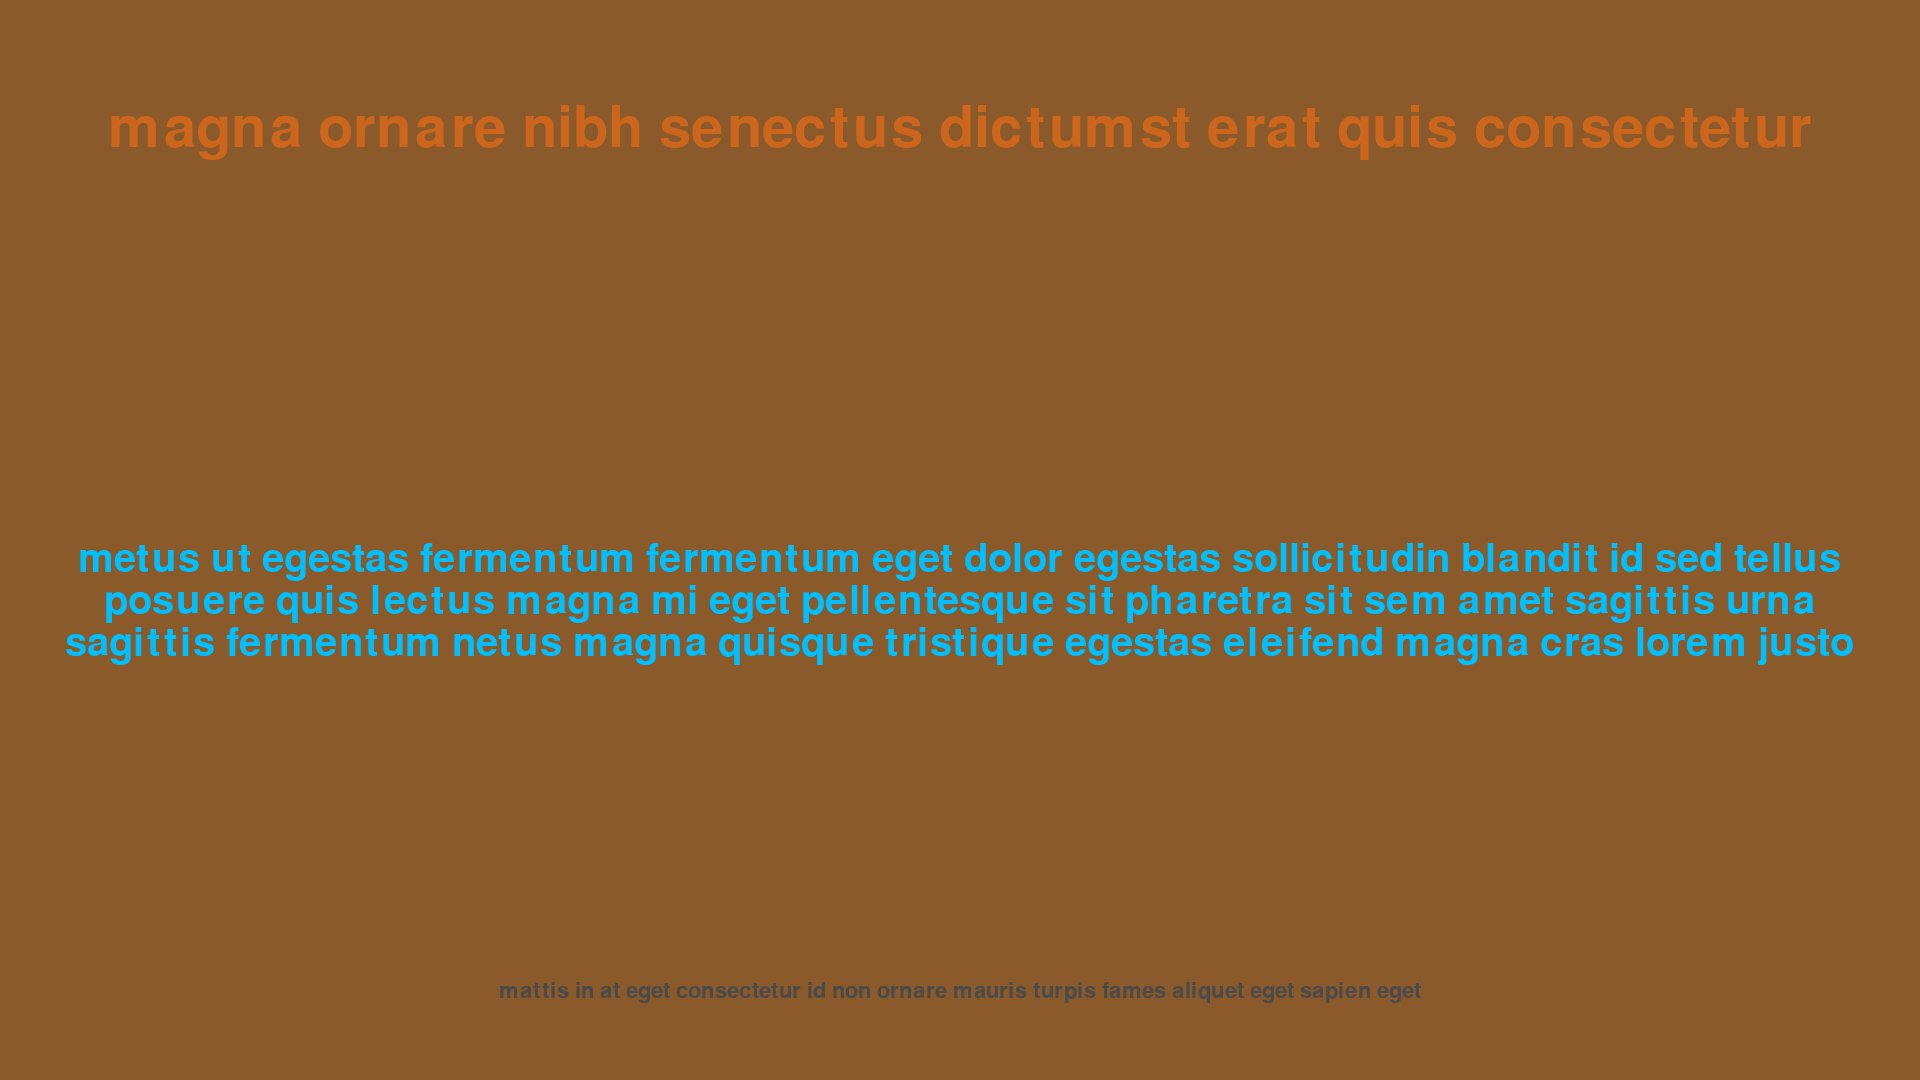 magna ornare nibh senectus dictumst erat quis consectetur
metus ut egestas fermentum fermentum eget dolor egestas sollicitudin blandit id sed tellus
posuere quis lectus magna mi eget pellentesque sit pharetra sit sem amet sagittis urna
sagittis fermentum netus magna quisque tristique egestas eleifend magna cras lorem justo
mattis in at eget consectetur id non ornare mauris turpis fames aliquet eget sapien eget